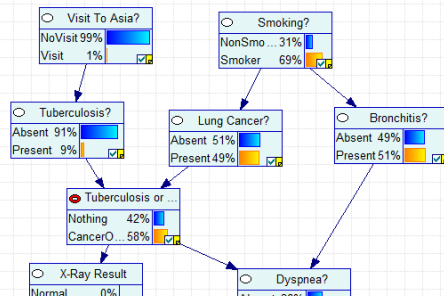 Visit To Asia?
NoVisit 99%
Visit 1%
Smoking?
NonSmo ... 31%
Smoker 69%
Tuberculosis?
Absent 91%
Present 9%
Lung Cancer?
Absent 51%
Present 49%
Bronchitis?
Absent 49%
Present 51%
Tuberculosis or ...
Nothing 42%
CancerO... 58%
X-Ray Result
Normal 0%
Dyspnea?